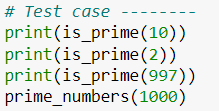 # Test case --------
print(is_prime(10))
print(is_prime(2))
print(is_prime(997))
prime_numbers(1000)